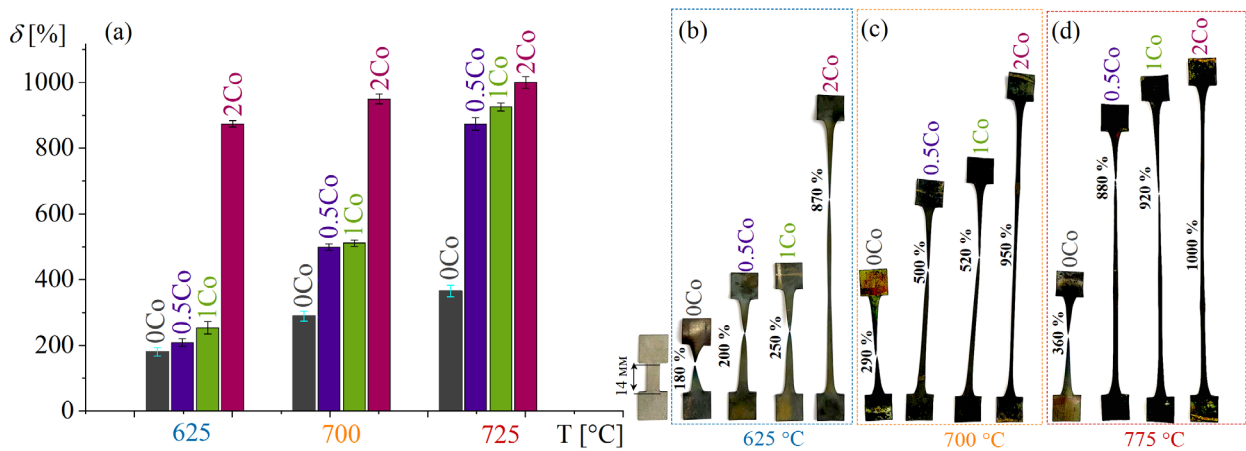 (a)
δ [%]
1000
800
600
400
200
0
0Co
0.5Co
1Co
2Co
0Co
0.5Co
1Co
2Co
0Co
0.5Co
1Co
2Co
625
700
725
T [°C]
14 мм
(b)
0Co
0.5Co
1Co
2Co
180 %
200 %
250 %
870 %
625 °C
(c)
0Co
0.5Co
1Co
2Co
290 %
500 %
520 %
950 %
700 °C
(d)
0Co
0.5Co
1Co
2Co
360 %
880 %
920 %
1000 %
775 °C